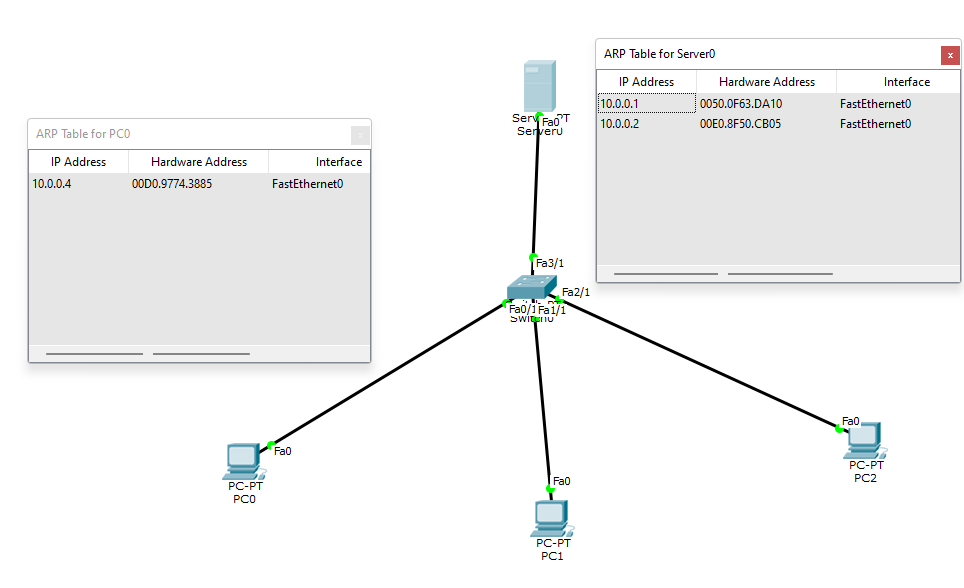 ARP Table for Server0
x
IP Address Hardware Address Interface
10.0.0.1 0050.0F63.DA10 FastEthernet0
10.0.0.2 00E0.8F50.CB05 FastEthernet0
ARP Table for PC0
x
IP Address Hardware Address Interface
10.0.0.4 00D0.9774.3885 FastEthernet0
PT
Fa0
Server0
Fa3/1
Fa2/1
Fa0/1
Fa1/1
Switch0
Fa0
PC-PT
PC0
Fa0
PC-PT
PC1
Fa0
PC-PT
PC2